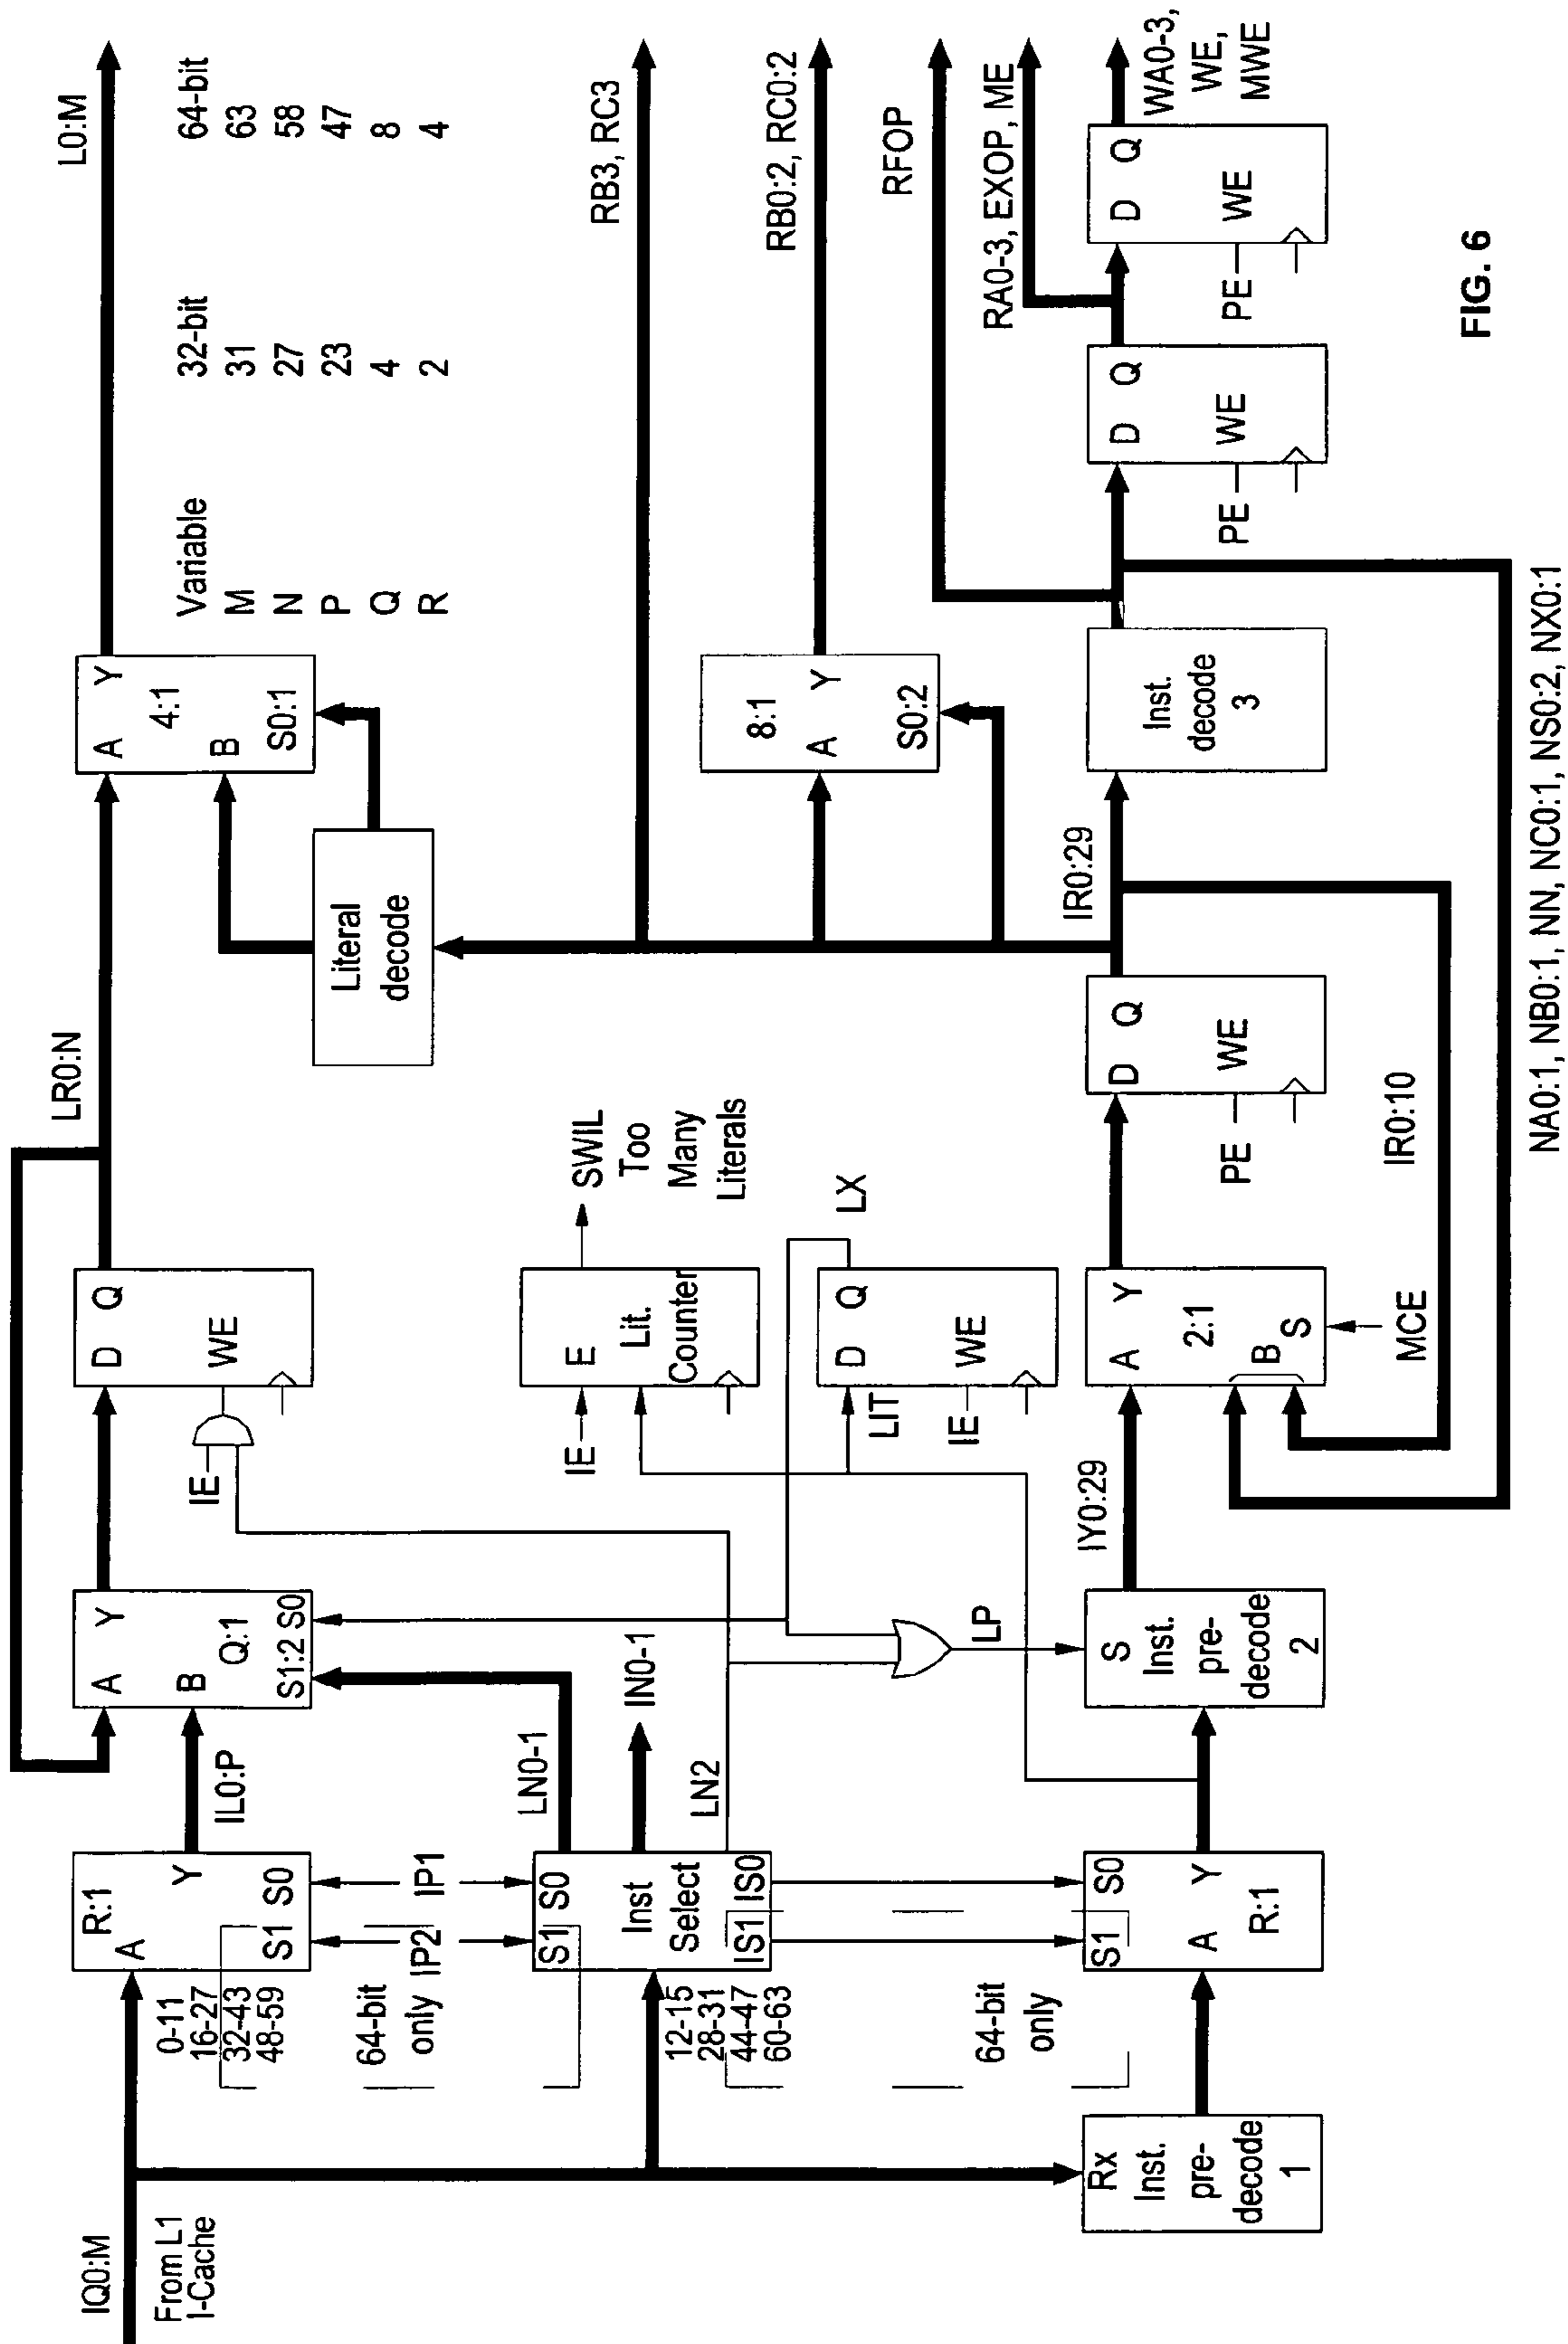 IQ0:M
From L1
I-Cache
R:1
A
Y
S1 S0
0-11
16-27
32-43
48-59
64-bit
only
IP2
IP1
IL0:P
A Y
B
Q:1
S1:2 S0
IE
D Q
WE
LR0:N
A Y
4:1
B
S0:1
L0:M
Variable 32-bit 64-bit
M 31 63
N 27 58
P 23 47
Q 4 8
R 2 4
S1 S0
Inst
Select
IS1 IS0
12-15
28-31
44-47
60-63
64-bit
only
LN0-1
IN0-1
LN2
IE
E
Lit.
Counter
SWIL
Too
Many
Literals
LIT
IE
D Q
WE
LX
LP
Literal
decode
RB3, RC3
8:1
A Y
S0:2
RB0:2, RC0:2
RFOP
RA0-3, EXOP, ME
Rx
Inst.
pre-
decode
1
S1 S0
A Y
R:1
S
Inst.
pre-
decode
2
IY0:29
A Y
2:1
B
S
MCE
D Q
WE
PE
IR0:29
IR0:10
Inst.
decode
3
D Q
WE
PE
D Q
WE
PE
WA0-3,
WE,
MWE
NA0:1, NB0:1, NN, NC0:1, NS0:2, NX0:1
FIG. 6